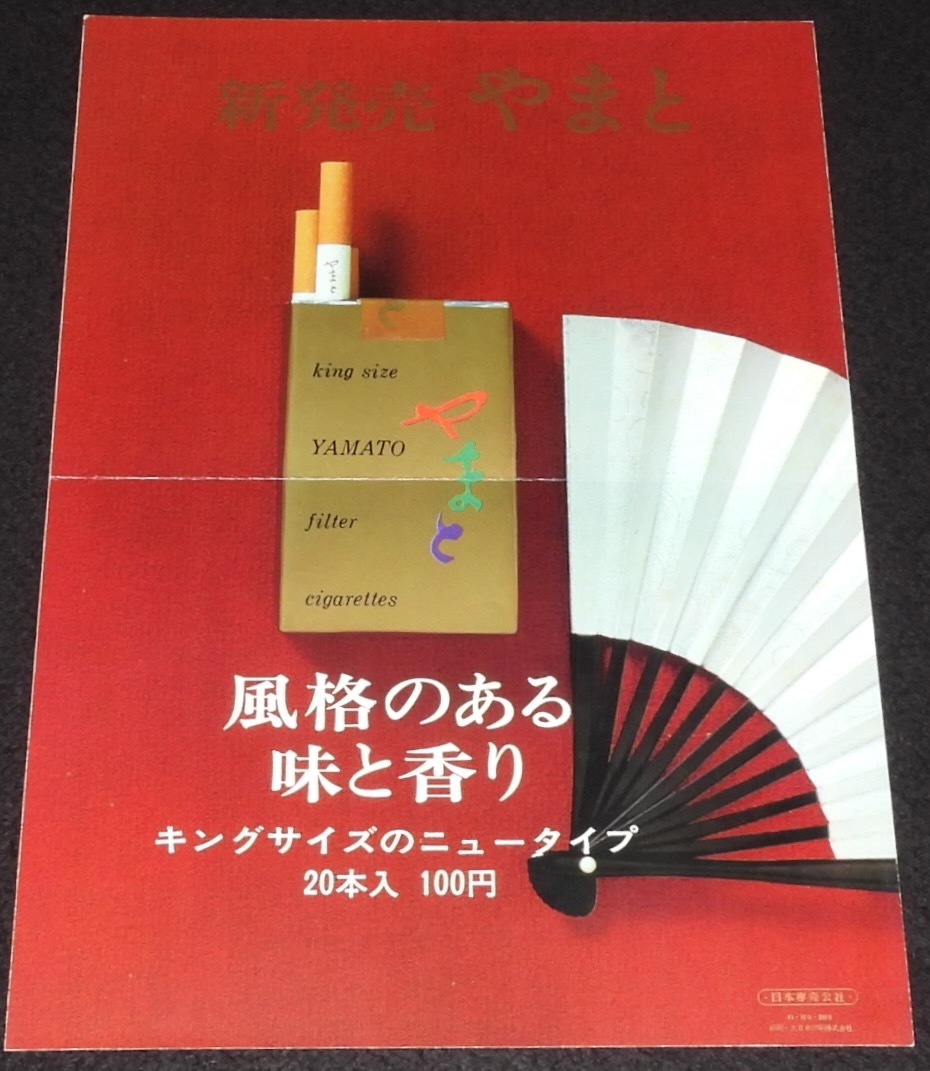 新発売 やまと
king size
YAMATO
filter
cigarettes
やまと
風格のある
味と香り
キングサイズのニュータイプ
20本入 100円
日本専売公社